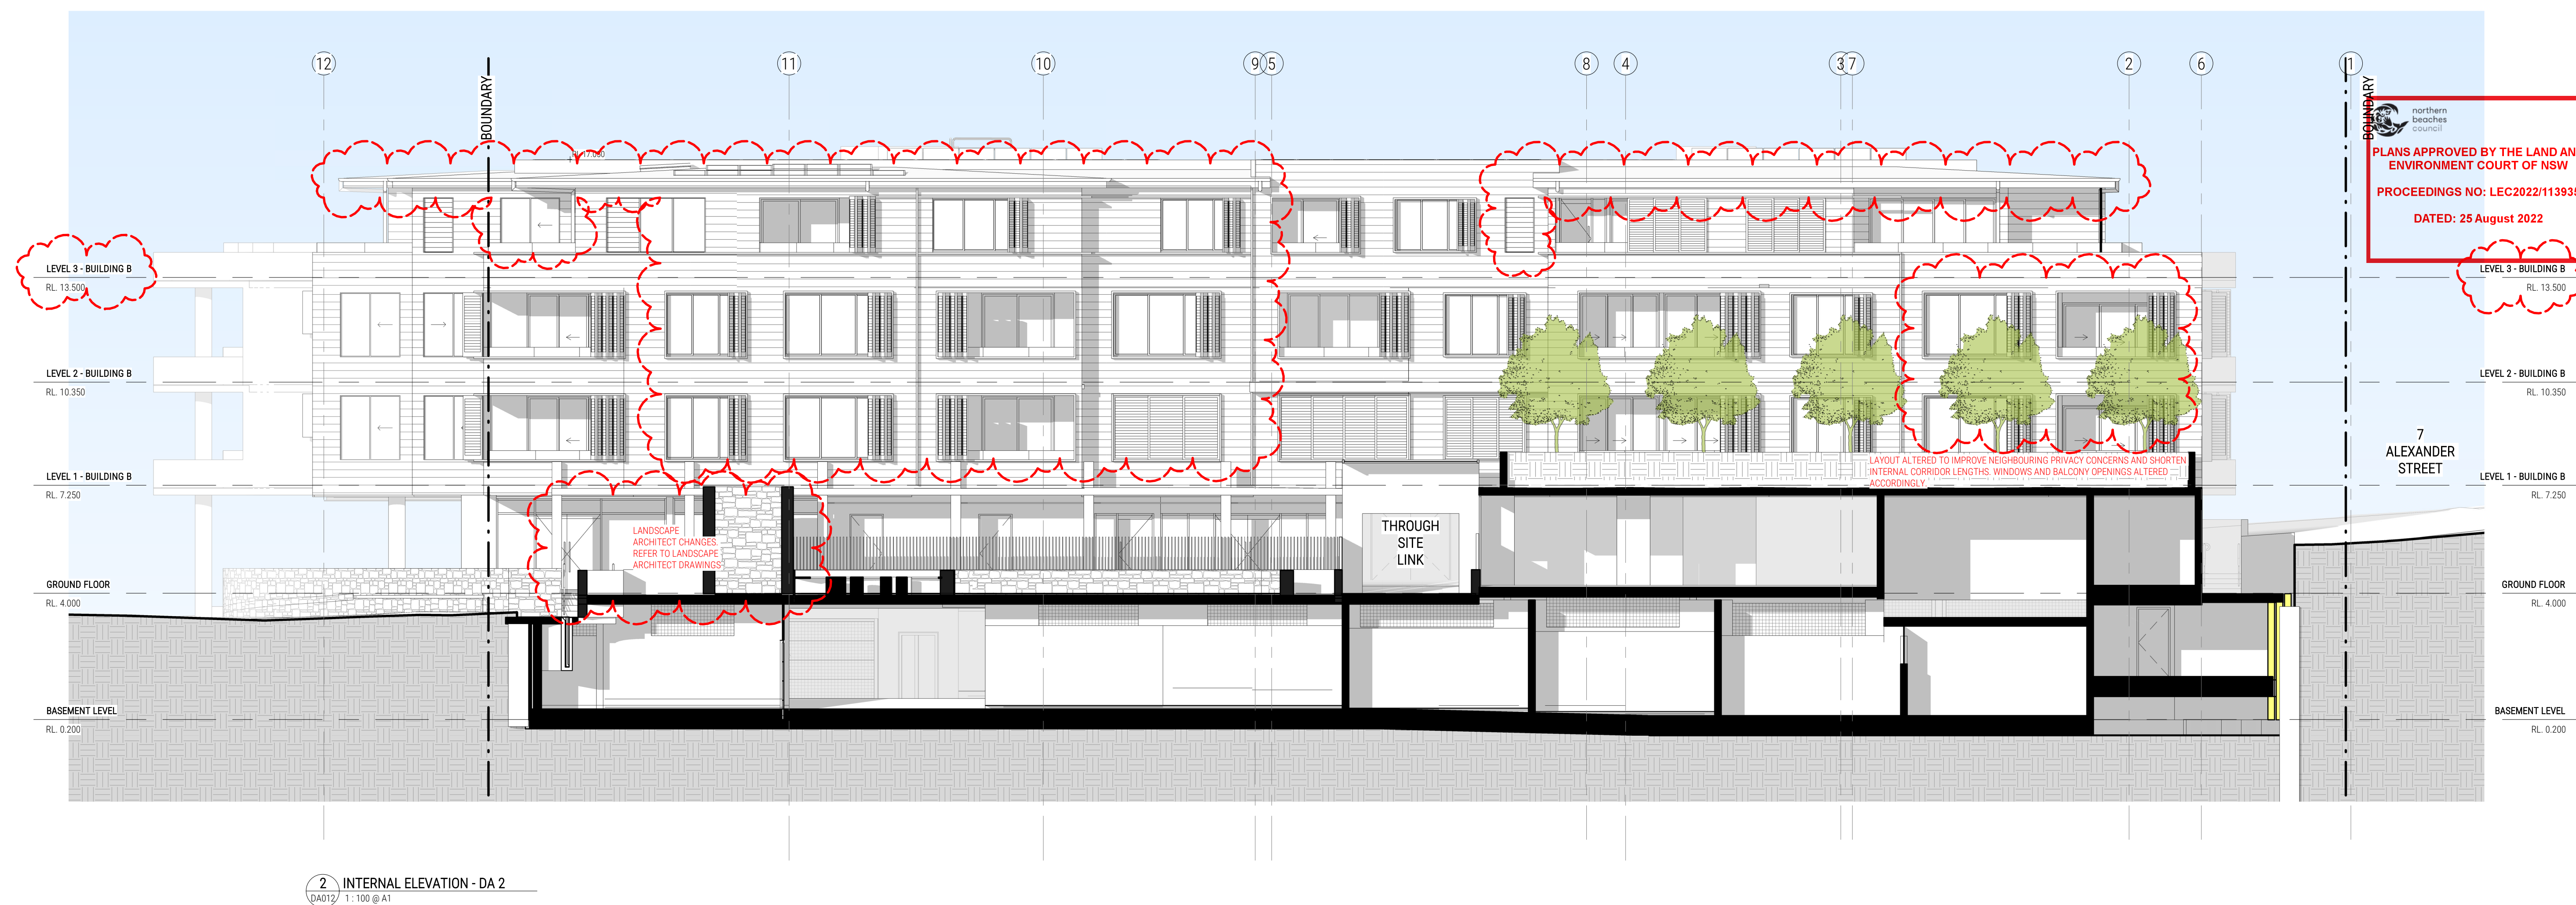 12
11
10
9
5
8
4
3
7
2
6
1
BOUNDARY
BOUNDARY
northern
beaches
council
PLANS APPROVED BY THE LAND AN
ENVIRONMENT COURT OF NSW
PROCEEDINGS NO: LEC2022/113935
DATED: 25 August 2022
RL 17.050
LEVEL 3 - BUILDING B
RL. 13.500
LEVEL 3 - BUILDING B
RL. 13.500
LEVEL 2 - BUILDING B
RL. 10.350
LEVEL 2 - BUILDING B
RL. 10.350
7
ALEXANDER
STREET
LAYOUT ALTERED TO IMPROVE NEIGHBOURING PRIVACY CONCERNS AND SHORTEN
INTERNAL CORRIDOR LENGTHS. WINDOWS AND BALCONY OPENINGS ALTERED
ACCORDINGLY
LEVEL 1 - BUILDING B
RL. 7.250
LEVEL 1 - BUILDING B
RL. 7.250
LANDSCAPE
ARCHITECT CHANGES.
REFER TO LANDSCAPE
ARCHITECT DRAWINGS
THROUGH
SITE
LINK
GROUND FLOOR
RL. 4.000
GROUND FLOOR
RL. 4.000
BASEMENT LEVEL
RL. 0.200
BASEMENT LEVEL
RL. 0.200
2
INTERNAL ELEVATION - DA 2
DA012
1 : 100 @ A1